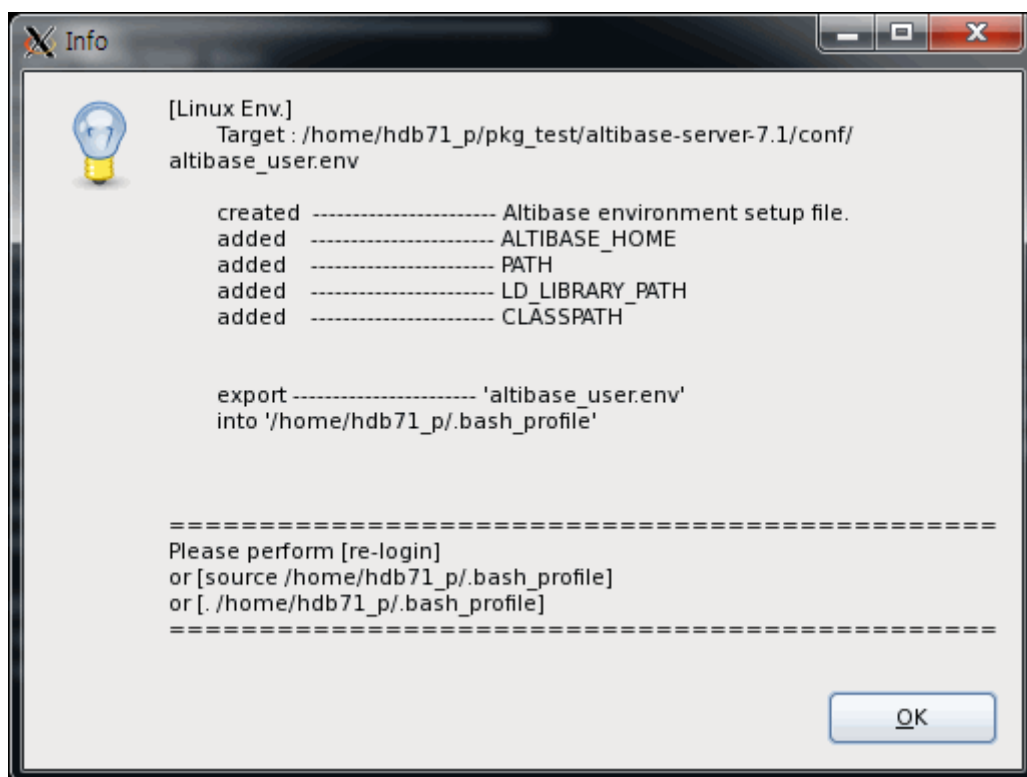 Info
[Linux Env.]
Target : /home/hdb71_p/pkg_test/altibase-server-7.1/conf/
altibase_user.env
created ----------------------- Altibase environment setup file.
added ----------------------- ALTIBASE_HOME
added ----------------------- PATH
added ----------------------- LD_LIBRARY_PATH
added ----------------------- CLASSPATH
export ----------------------- 'altibase_user.env'
into '/home/hdb71_p/.bash_profile'
==============================================
Please perform [re-login]
or [source /home/hdb71_p/.bash_profile]
or [. /home/hdb71_p/.bash_profile]
==============================================
OK